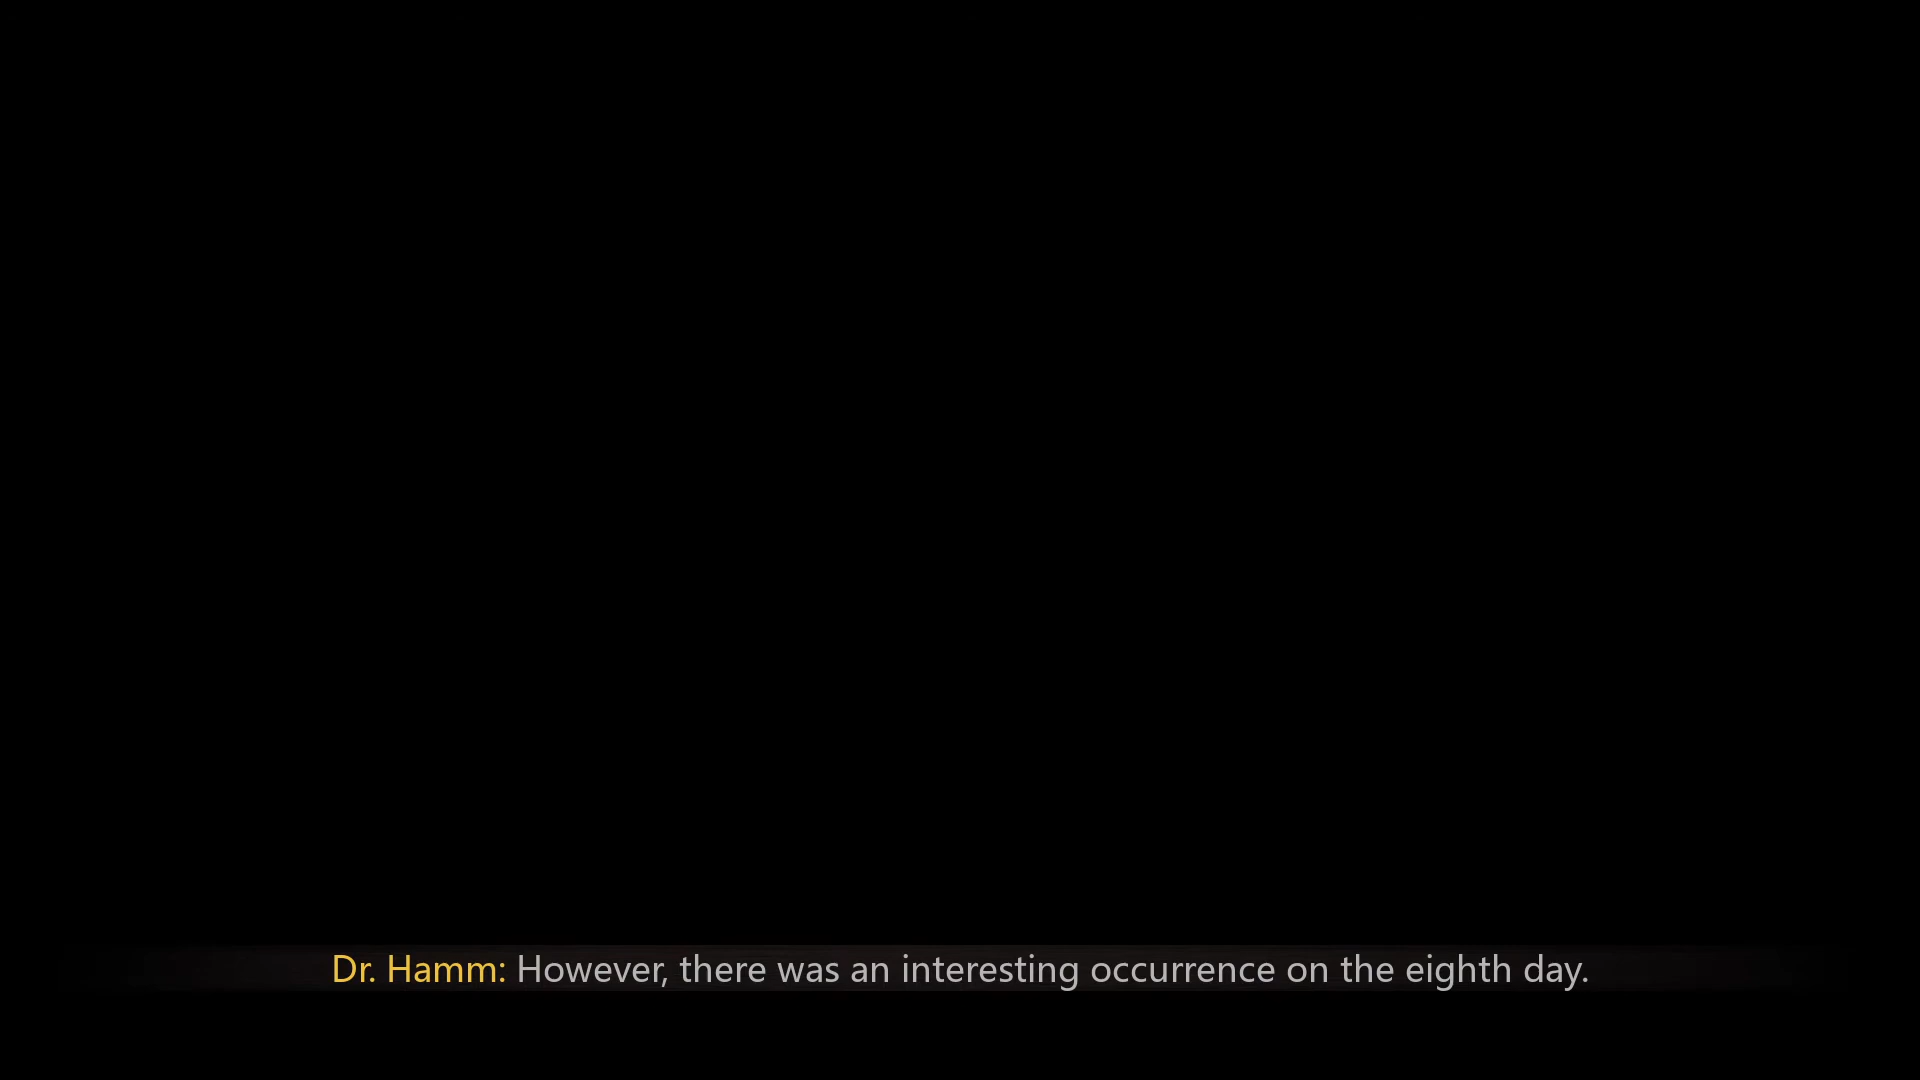 Dr. Hamm: However, there was an interesting occurrence on the eighth day.